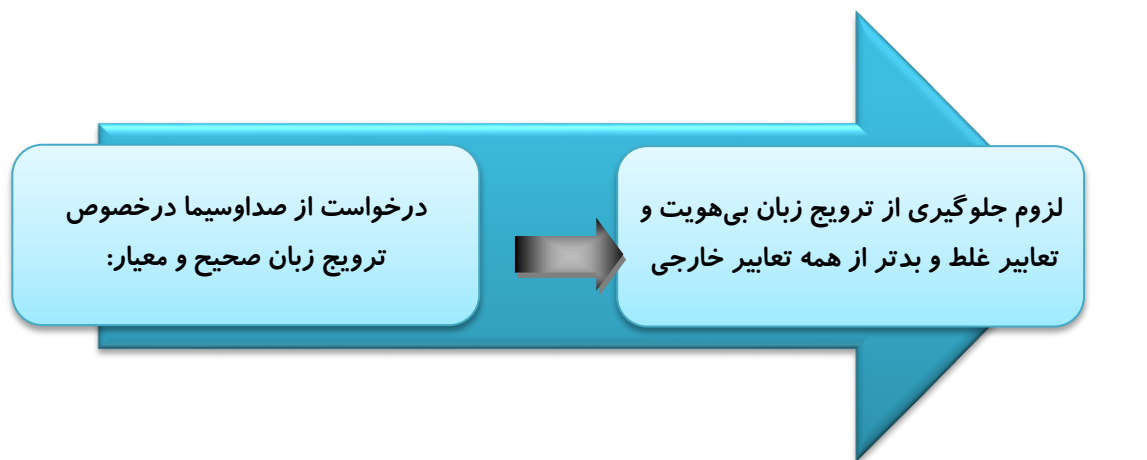 درخواست از صداوسیما درخصوص
ترویج زبان صحیح و معیار:
لزوم جلوگیری از ترویج زبان بی‌هویت و
تعابیر غلط و بدتر از همه تعابیر خارجی